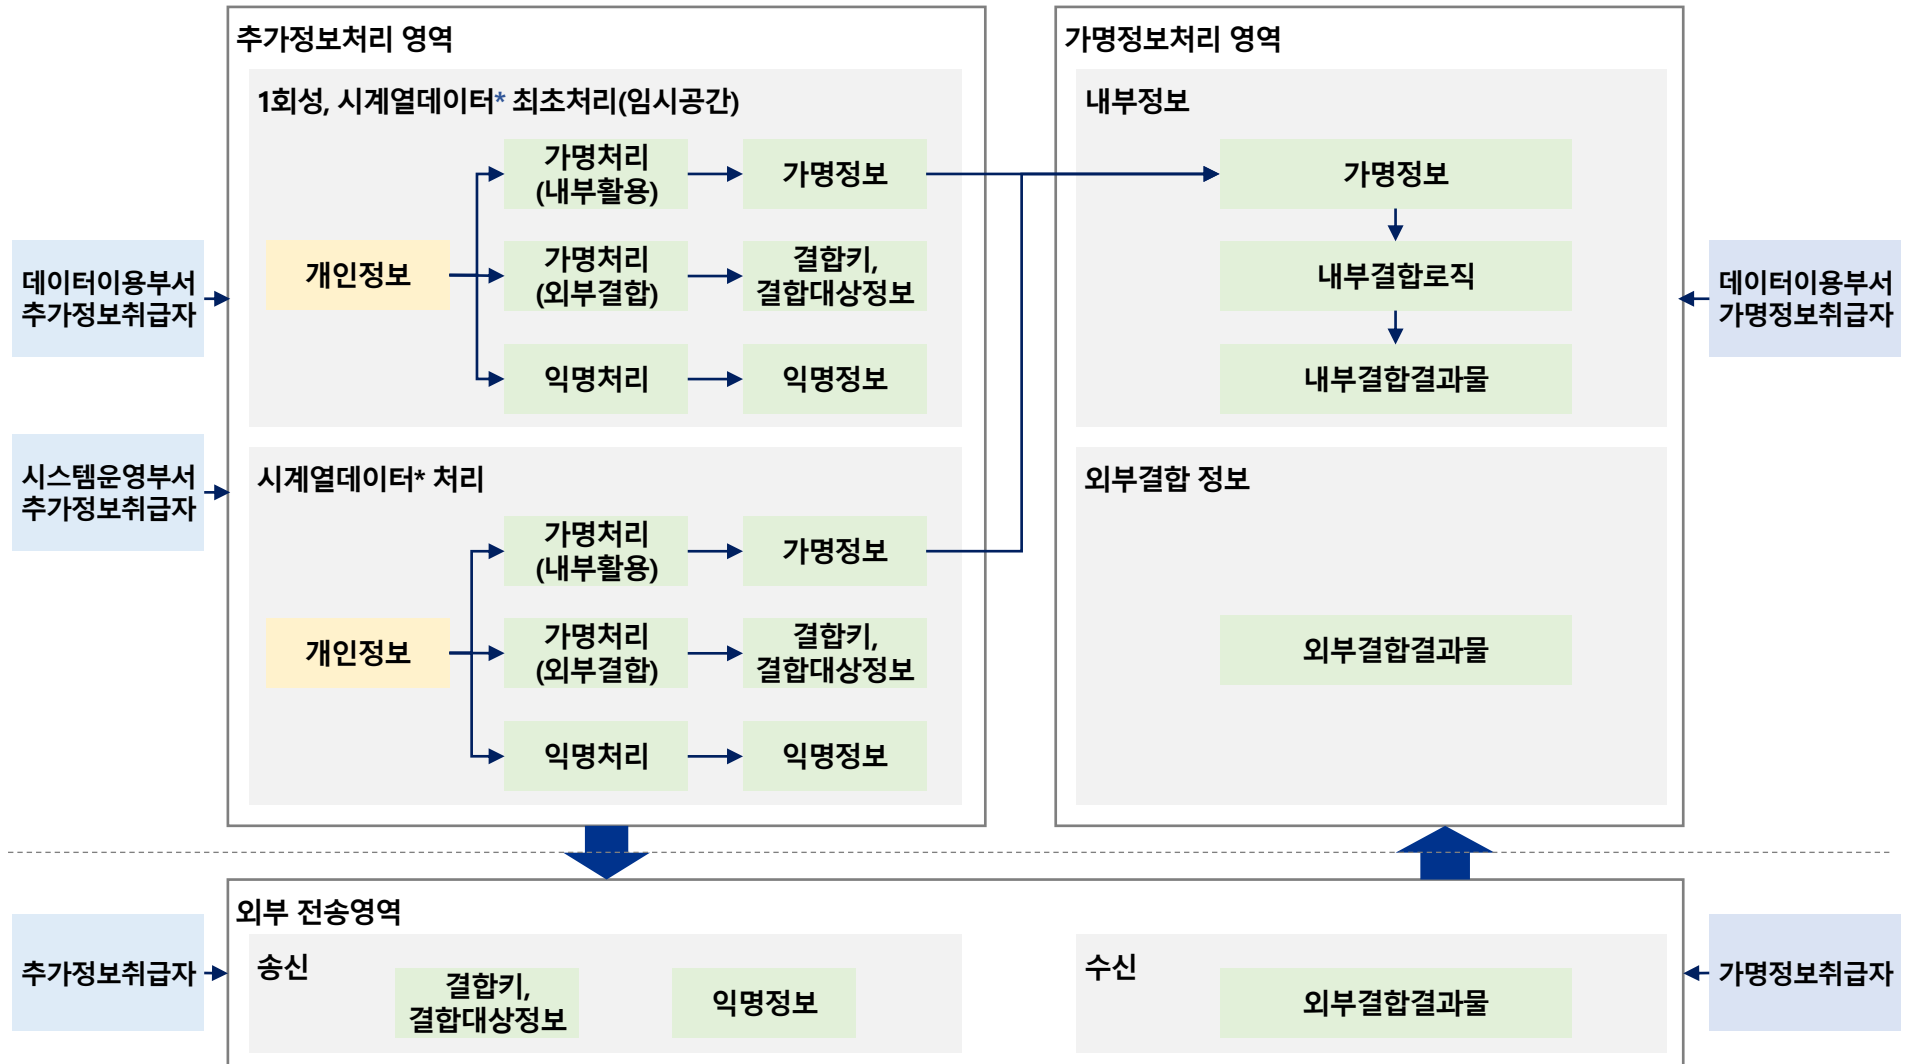 추가정보처리 영역
1회성, 시계열데이터* 최초처리(임시공간)
개인정보
가명처리
(내부활용)
가명정보
가명처리
(외부결합)
결합키,
결합대상정보
익명처리
익명정보
시계열데이터* 처리
개인정보
가명처리
(내부활용)
가명정보
가명처리
(외부결합)
결합키,
결합대상정보
익명처리
익명정보
데이터이용부서
추가정보취급자
시스템운영부서
추가정보취급자
가명정보처리 영역
내부정보
가명정보
내부결합로직
내부결합결과물
외부결합 정보
외부결합결과물
데이터이용부서
가명정보취급자
추가정보취급자
외부 전송영역
송신
결합키,
결합대상정보
익명정보
수신
외부결합결과물
가명정보취급자